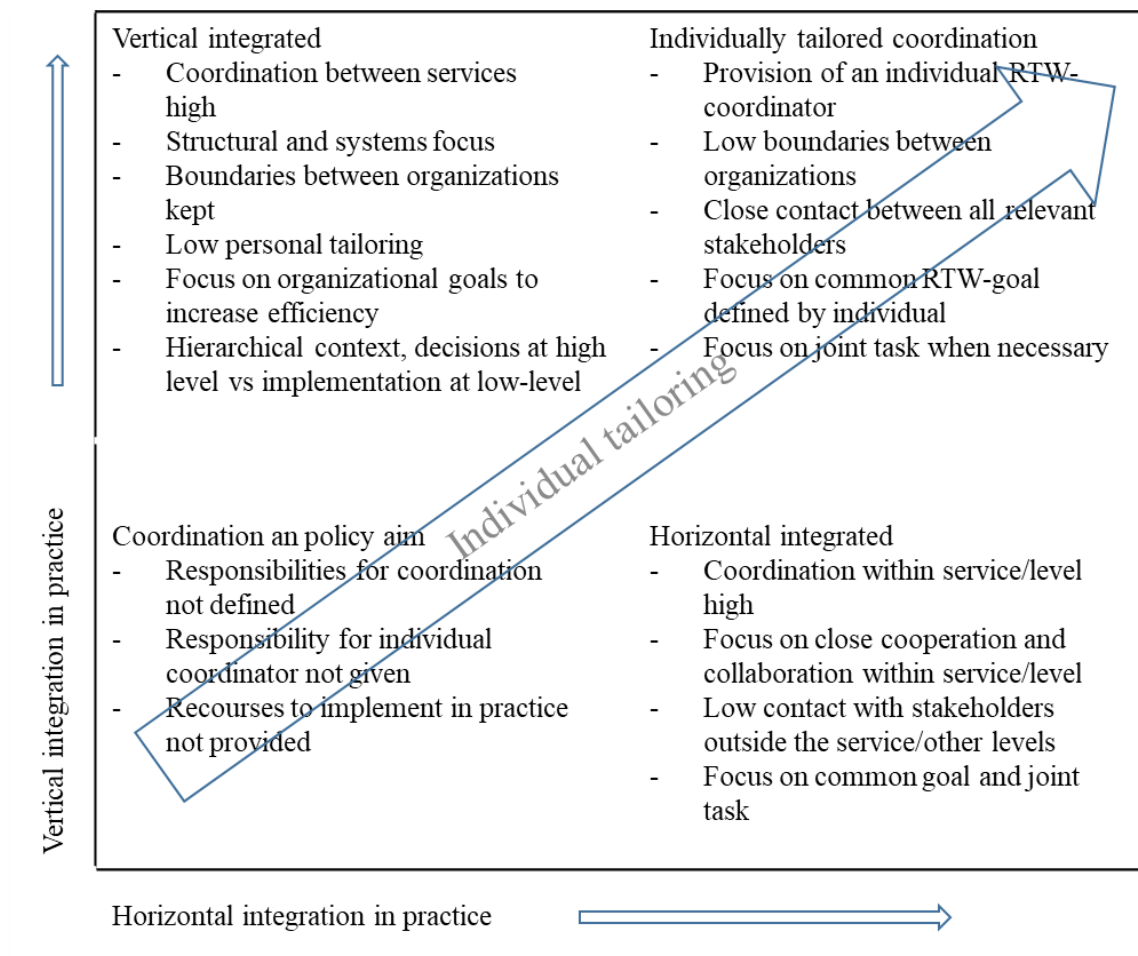 Vertical integrated
- Coordination between services
high
- Structural and systems focus
- Boundaries between organizations
kept
- Low personal tailoring
- Focus on organizational goals to
increase efficiency
- Hierarchical context, decisions at high
level vs implementation at low-level
Individually tailored coordination
- Provision of an individual RTW-
coordinator
- Low boundaries between
organizations
- Close contact between all relevant
stakeholders
- Focus on common RTW-goal
defined by individual
- Focus on joint task when necessary
Individual tailoring
Coordination an policy aim
- Responsibilities for coordination
not defined
- Responsibility for individual
coordinator not given
- Recourses to implement in practice
not provided
Horizontal integrated
- Coordination within service/level
high
- Focus on close cooperation and
collaboration within service/level
- Low contact with stakeholders
outside the service/other levels
- Focus on common goal and joint
task
Vertical integration in practice
Horizontal integration in practice